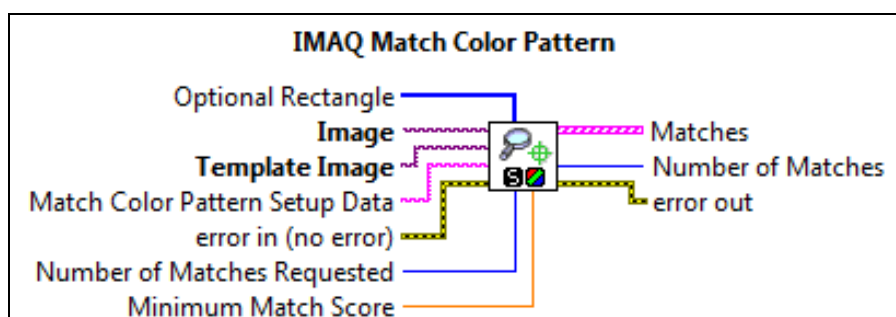 IMAQ Match Color Pattern
Optional Rectangle
Image
Template Image
Match Color Pattern Setup Data
error in (no error)
Number of Matches Requested
Minimum Match Score
S
Matches
Number of Matches
error out